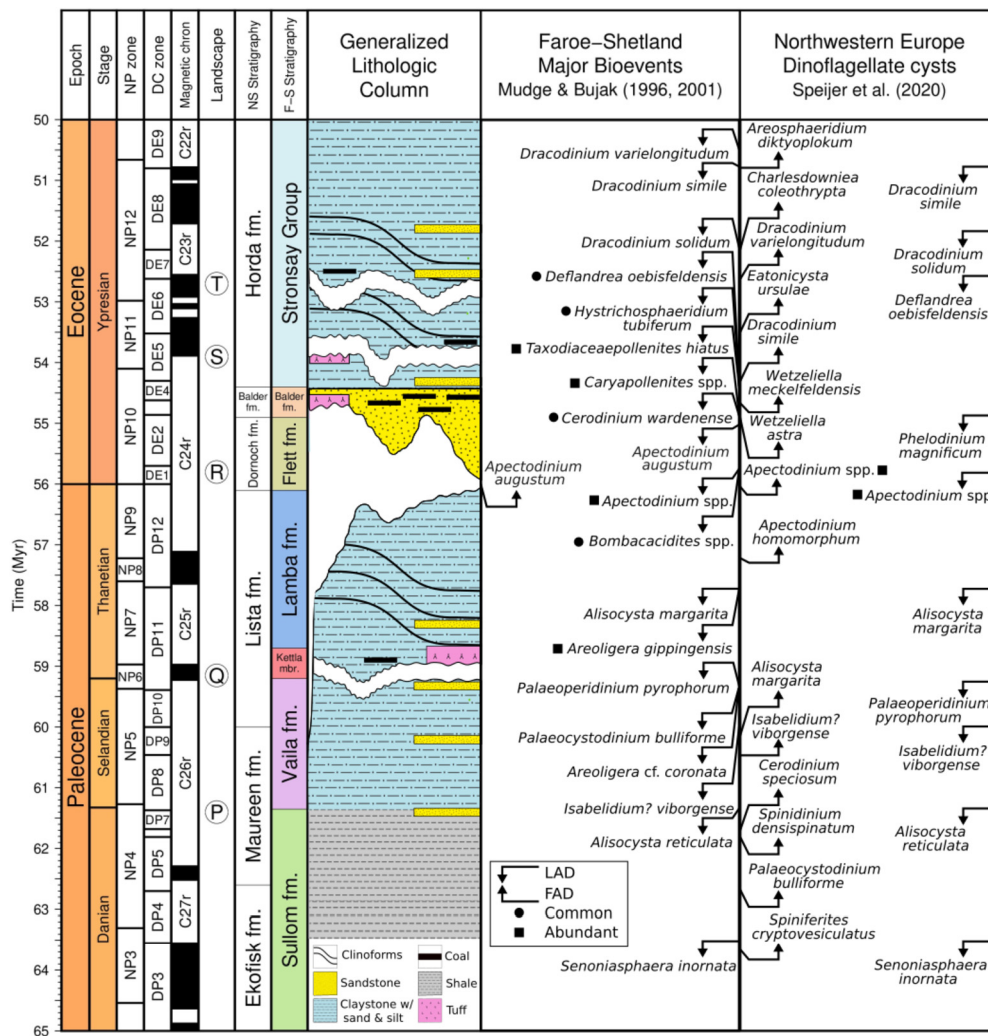 Epoch
Stage
NP zone
DC zone
Magnetic chron
Landscape
NS Stratigraphy
F-S Stratigraphy
Generalized
Lithologic
Column
Faroe−Shetland
Major Bioevents
Mudge & Bujak (1996, 2001)
Northwestern Europe
Dinoflagellate cysts
Speijer et al. (2020)
Time (Myr)
50
51
52
53
54
55
56
57
58
59
60
61
62
63
64
65
Eocene
Paleocene
Ypresian
Thanetian
Selandian
Danian
NP12
NP11
NP10
NP9
NP8
NP7
NP6
NP5
NP4
NP3
DE9
DE8
DE7
DE6
DE5
DE4
DE2
DE1
DP12
DP11
DP10
DP9
DP8
DP7
DP5
DP4
DP3
C22r
C23r
C24r
C25r
C26r
C27r
T
S
R
Q
P
Horda fm.
Balder
fm.
Dornoch fm.
Lista fm.
Maureen fm.
Ekofisk fm.
Stronsay Group
Balder
fm.
Flett fm.
Lamba fm.
Kettla
mbr.
Vaila fm.
Sullom fm.
Clinoforms
Coal
Sandstone
Shale
Claystone w/
sand & silt
Tuff
Dracodinium varielongitudum
Dracodinium simile
Dracodinium solidum
Deflandrea oebisfeldensis
Hystrichosphaeridium
tubiferum
Taxodiaceaepollenites hiatus
Caryapollenites spp.
Cerodinium wardenense
Apectodinium
augustum
Apectodinium
augustum
Apectodinium spp.
Bombacacidites spp.
Alisocysta margarita
Areoligera gippingensis
Palaeoperidinium pyrophorum
Palaeocystodinium bulliforme
Areoligera cf. coronata
Isabelidium? viborgense
Alisocysta reticulata
LAD
FAD
Common
Abundant
Senoniasphaera inornata
Areosphaeridium
diktyoplokum
Charlesdowniea
coleothrypta
Dracodinium
varielongitudum
Eatonicysta
ursulae
Dracodinium
simile
Wetzeliella
meckelfeldensis
Wetzeliella
astra
Apectodinium spp.
Apectodinium
homomorphum
Alisocysta
margarita
Isabelidium?
viborgense
Cerodinium
speciosum
Spinidinium
densispinatum
Palaeocystodinium
bulliforme
Spiniferites
cryptovesiculatus
Dracodinium
simile
Dracodinium
solidum
Deflandrea
oebisfeldensis
Phelodinium
magnificum
Apectodinium spp
Alisocysta
margarita
Palaeoperidinium
pyrophorum
Isabelidium?
viborgense
Alisocysta
reticulata
Senoniasphaera
inornata